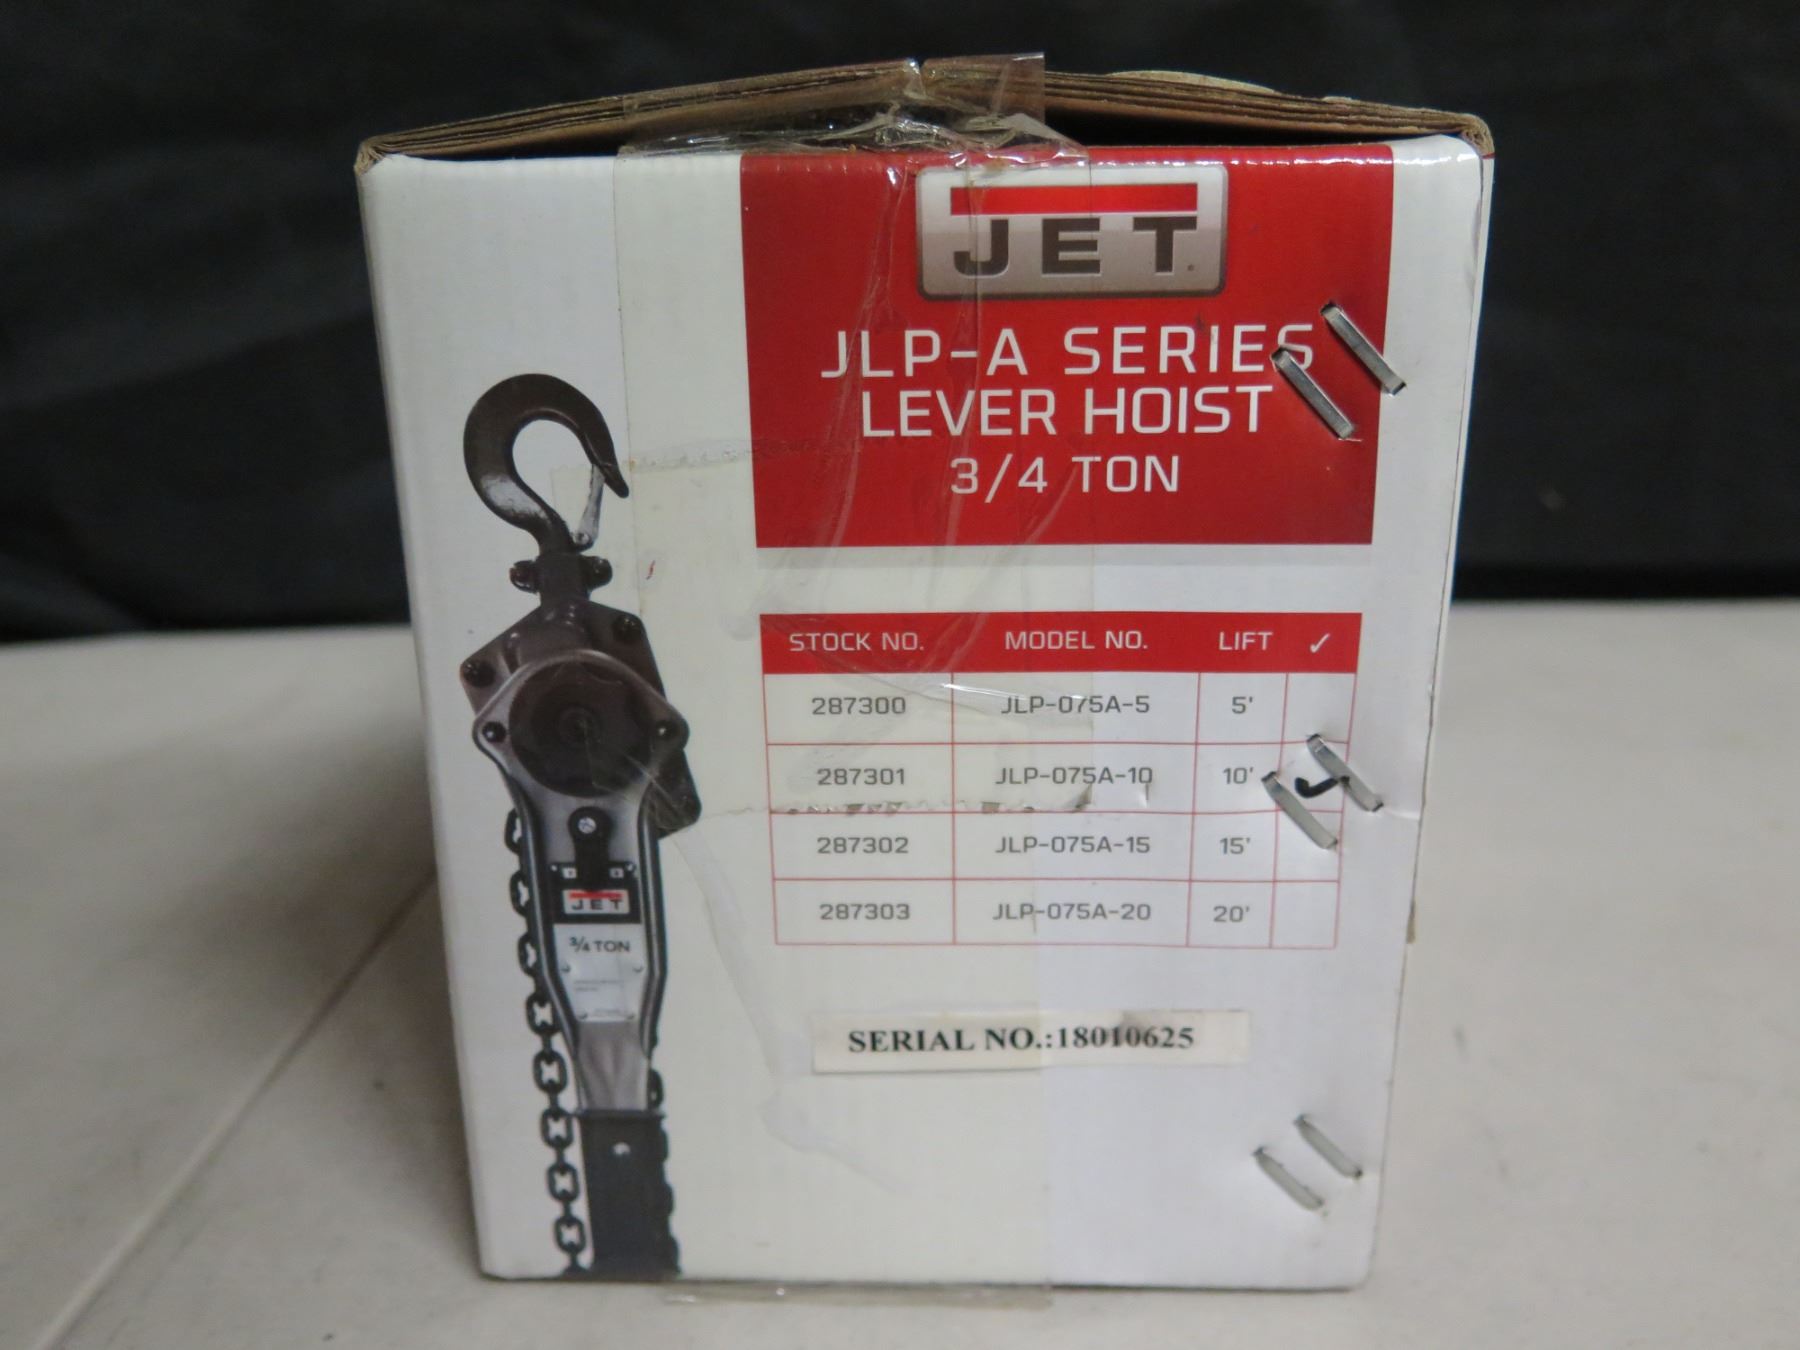 JET
JLP-A SERIES
LEVER HOIST
3/4 TON
STOCK NO. MODEL NO. LIFT ✓
287300 JLP-075A-5 5'
287301 JLP-075A-10 10' ✓
287302 JLP-075A-15 15'
287303 JLP-075A-20 20'
SERIAL NO.:18010625
JET
3/4 TON